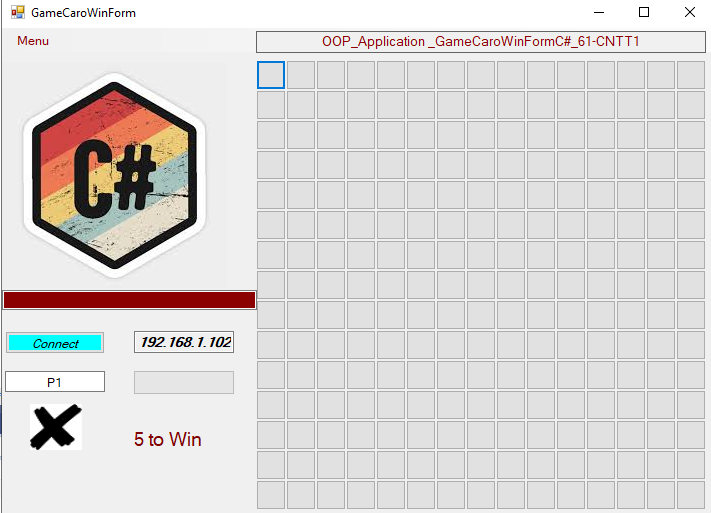 GameCaroWinForm
Menu
OOP_Application _GameCaroWinFormC#_61-CNTT1
C#
Connect
192.168.1.102
P1
5 to Win